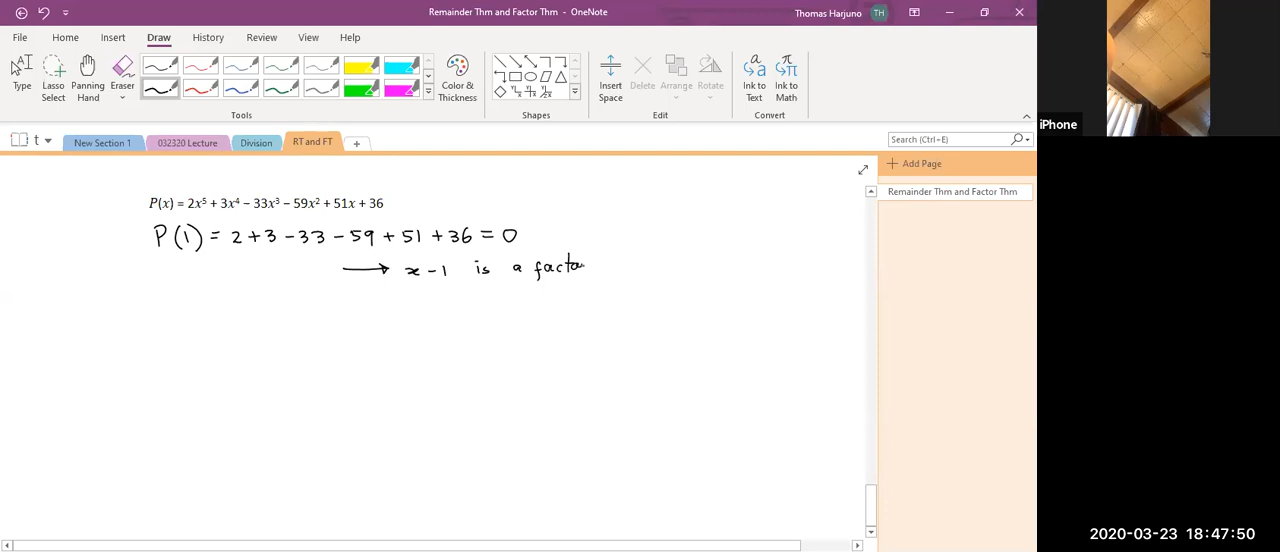 Remainder Thm and Factor Thm - OneNote
Thomas Harjuno TH
File Home Insert Draw History Review View Help
Type
Lasso Select
Panning Hand
Eraser
Color & Thickness
Insert Space
Delete
Arrange
Rotate
Ink to Text
Ink to Math
Tools Shapes Edit Convert
iPhone
t New Section 1 032320 Lecture Division RT and FT +
Search (Ctrl+E)
Add Page
Remainder Thm and Factor Thm
P(x) = 2x⁵ + 3x⁴ − 33x³ − 59x² + 51x + 36
P(1) = 2 + 3 − 33 − 59 + 51 + 36 = 0
→ x − 1 is a facto
2020-03-23 18:47:50